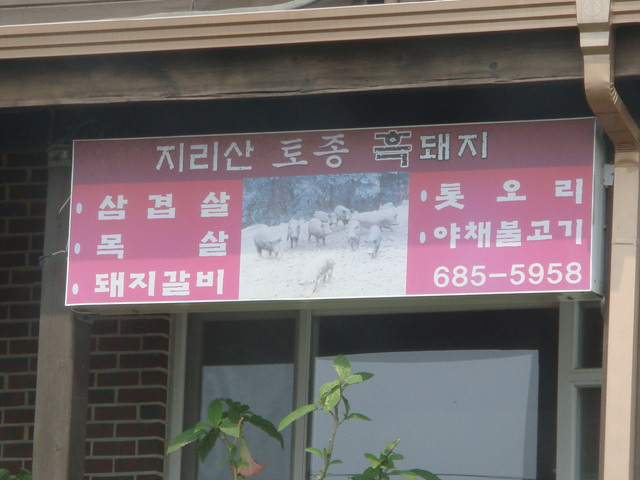 지리산 토종 흑돼지
· 삼겹살
· 목살
· 돼지갈비
· 롯오리
· 야채불고기
685-5958